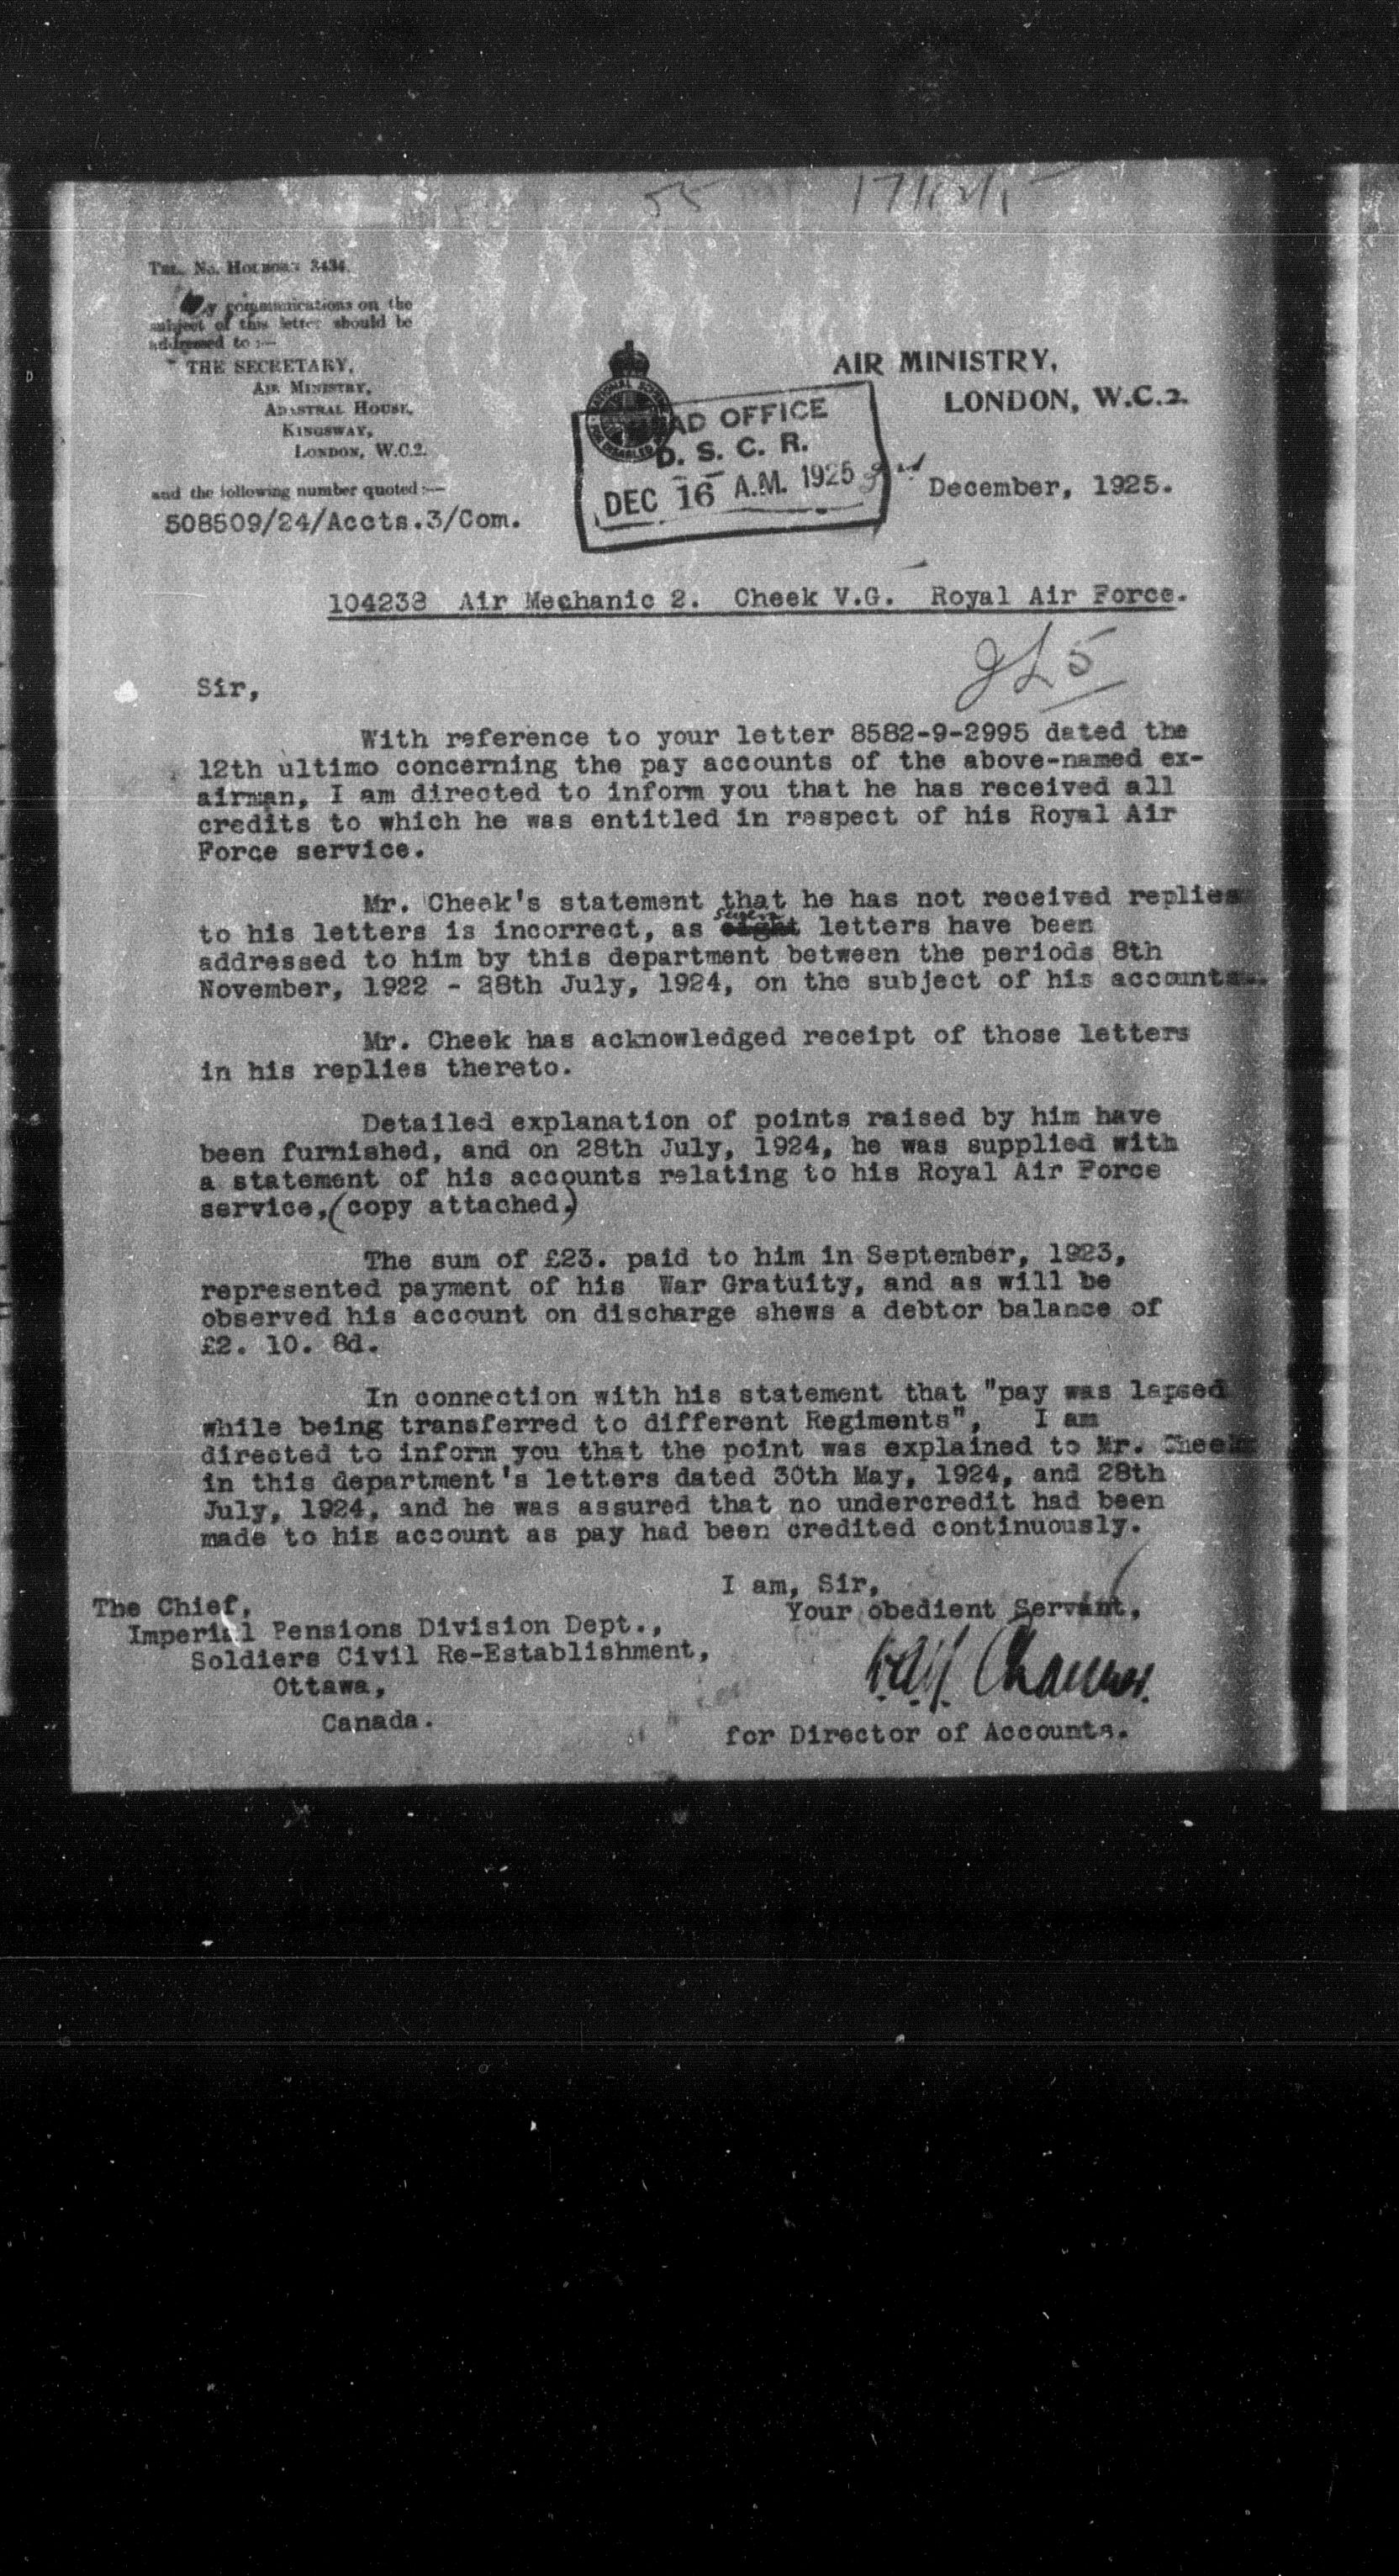 55 17/12/
TEL. No. HOLBORN 3434.
Any communications on the
subject of this letter should be
addressed to :—
THE SECRETARY,
AIR MINISTRY,
ADASTRAL HOUSE,
KINGSWAY,
LONDON, W.C.2.
and the following number quoted :—
508509/24/Accts.3/Com.
AIR MINISTRY,
LONDON, W.C.2.
AD OFFICE
D. S. C. R.
DEC 16 A.M. 1925
3rd December, 1925.
104238 Air Mechanic 2. Cheek V.G. Royal Air Force.
Sir,
With reference to your letter 8582-9-2995 dated the
12th ultimo concerning the pay accounts of the above-named ex-
airman, I am directed to inform you that he has received all
credits to which he was entitled in respect of his Royal Air
Force service.
Mr. Cheek's statement that he has not received replies
seven
to his letters is incorrect, as eight letters have been
addressed to him by this department between the periods 8th
November, 1922 - 28th July, 1924, on the subject of his accounts.
Mr. Cheek has acknowledged receipt of those letters
in his replies thereto.
Detailed explanation of points raised by him have
been furnished, and on 28th July, 1924, he was supplied with
a statement of his accounts relating to his Royal Air Force
service,(copy attached.)
The sum of £23. paid to him in September, 1923,
represented payment of his War Gratuity, and as will be
observed his account on discharge shews a debtor balance of
£2. 10. 8d.
In connection with his statement that "pay was lapsed
while being transferred to different Regiments", I am
directed to inform you that the point was explained to Mr. Cheek
in this department's letters dated 30th May, 1924, and 28th
July, 1924, and he was assured that no undercredit had been
made to his account as pay had been credited continuously.
I am, Sir,
Your obedient Servant,
for Director of Accounts.
The Chief,
Imperial Pensions Division Dept.,
Soldiers Civil Re-Establishment,
Ottawa,
Canada.